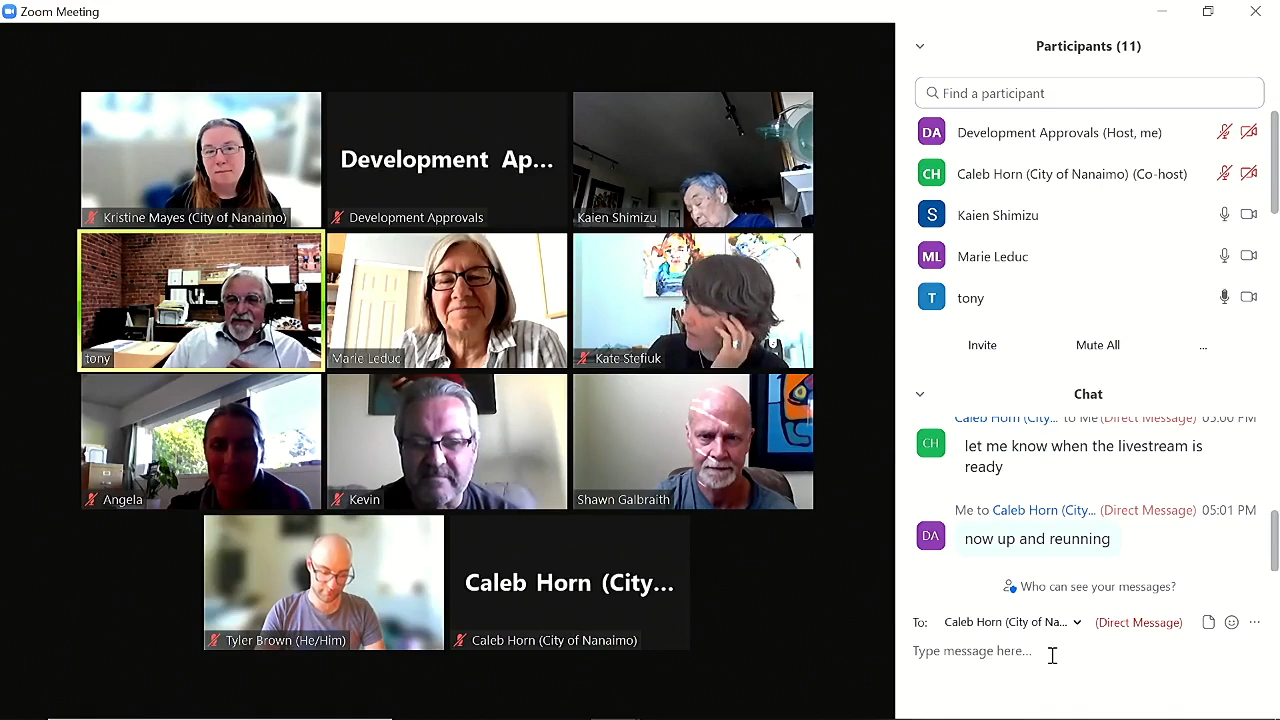 Zoom Meeting
Kristine Mayes (City of Nanaimo)
Development Ap...
Development Approvals
Kaien Shimizu
tony
Marie Leduc
Kate Stefiuk
Angela
Kevin
Shawn Galbraith
Tyler Brown (He/Him)
Caleb Horn (City...
Caleb Horn (City of Nanaimo)
Participants (11)
Find a participant
DA Development Approvals (Host, me)
CH Caleb Horn (City of Nanaimo) (Co-host)
S Kaien Shimizu
ML Marie Leduc
T tony
Invite Mute All ...
Chat
Caleb Horn (City... to Me (Direct Message) 05:00 PM
CH let me know when the livestream is
ready
Me to Caleb Horn (City... (Direct Message) 05:01 PM
DA now up and reunning
Who can see your messages?
To: Caleb Horn (City of Na... (Direct Message)
Type message here...